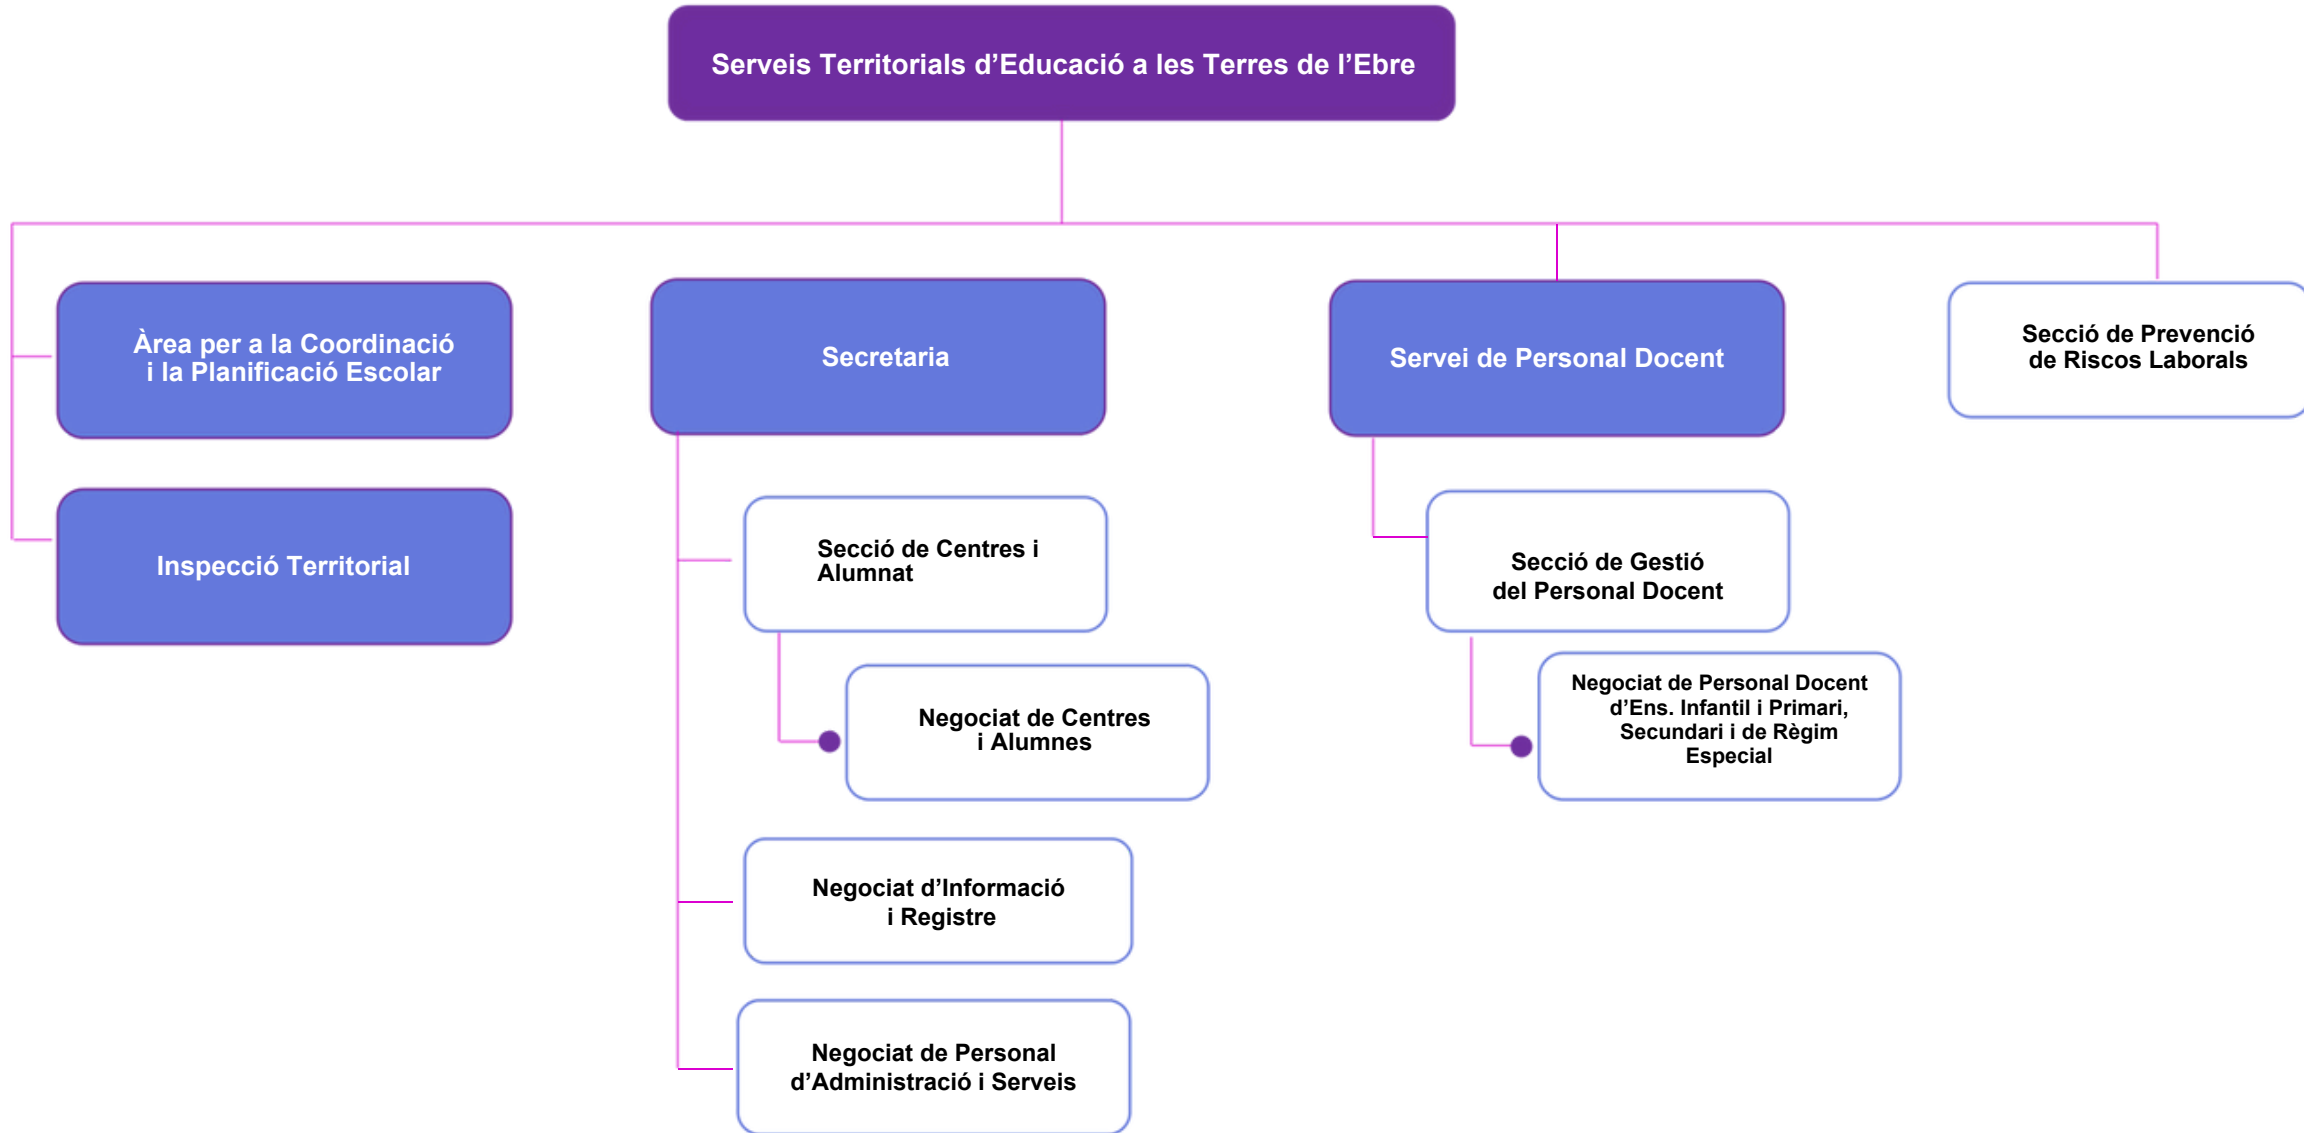 Serveis Territorials d’Educació a les Terres de l’Ebre
Àrea per a la Coordinació
i la Planificació Escolar
Inspecció Territorial
Secretaria
Secció de Centres i
Alumnat
Negociat de Centres
i Alumnes
Negociat d’Informació
i Registre
Negociat de Personal
d’Administració i Serveis
Servei de Personal Docent
Secció de Gestió
del Personal Docent
Negociat de Personal Docent
d’Ens. Infantil i Primari,
Secundari i de Règim
Especial
Secció de Prevenció
de Riscos Laborals